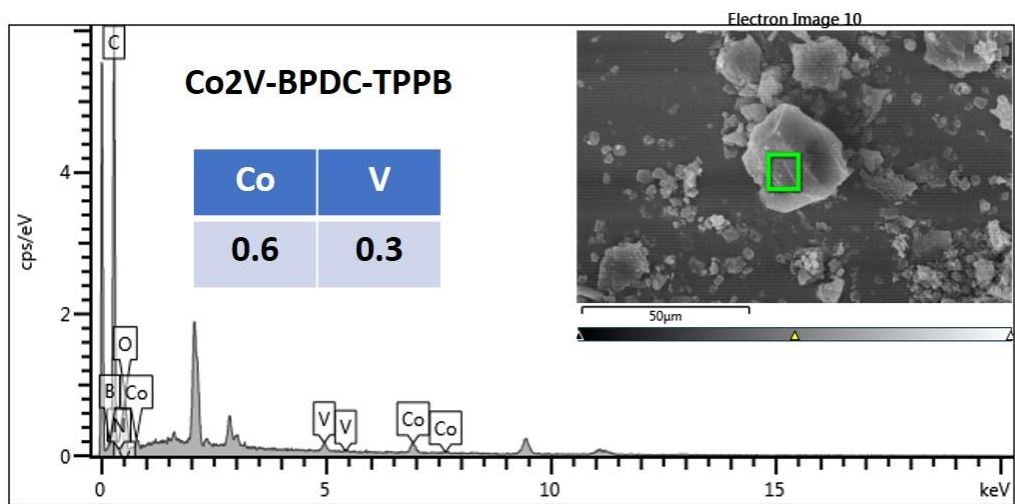 Electron Image 10
C
Co2V-BPDC-TPPB
Co V
0.6 0.3
4
cps/eV
50µm
2
O
B Co
N
V V Co Co
0
0 5 10 15 keV